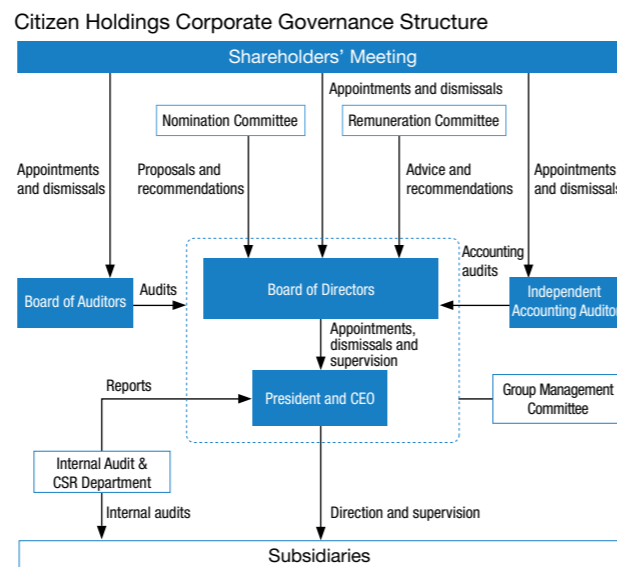 Citizen Holdings Corporate Governance Structure
Shareholders' Meeting
Appointments and dismissals
Nomination Committee
Remuneration Committee
Appointments
and dismissals
Proposals and
recommendations
Advice and
recommendations
Appointments
and dismissals
Accounting
audits
Board of Auditors
Audits
Board of Directors
Independent
Accounting Auditor
Appointments,
dismissals and
supervision
Reports
President and CEO
Group Management
Committee
Internal Audit &
CSR Department
Internal audits
Direction and supervision
Subsidiaries